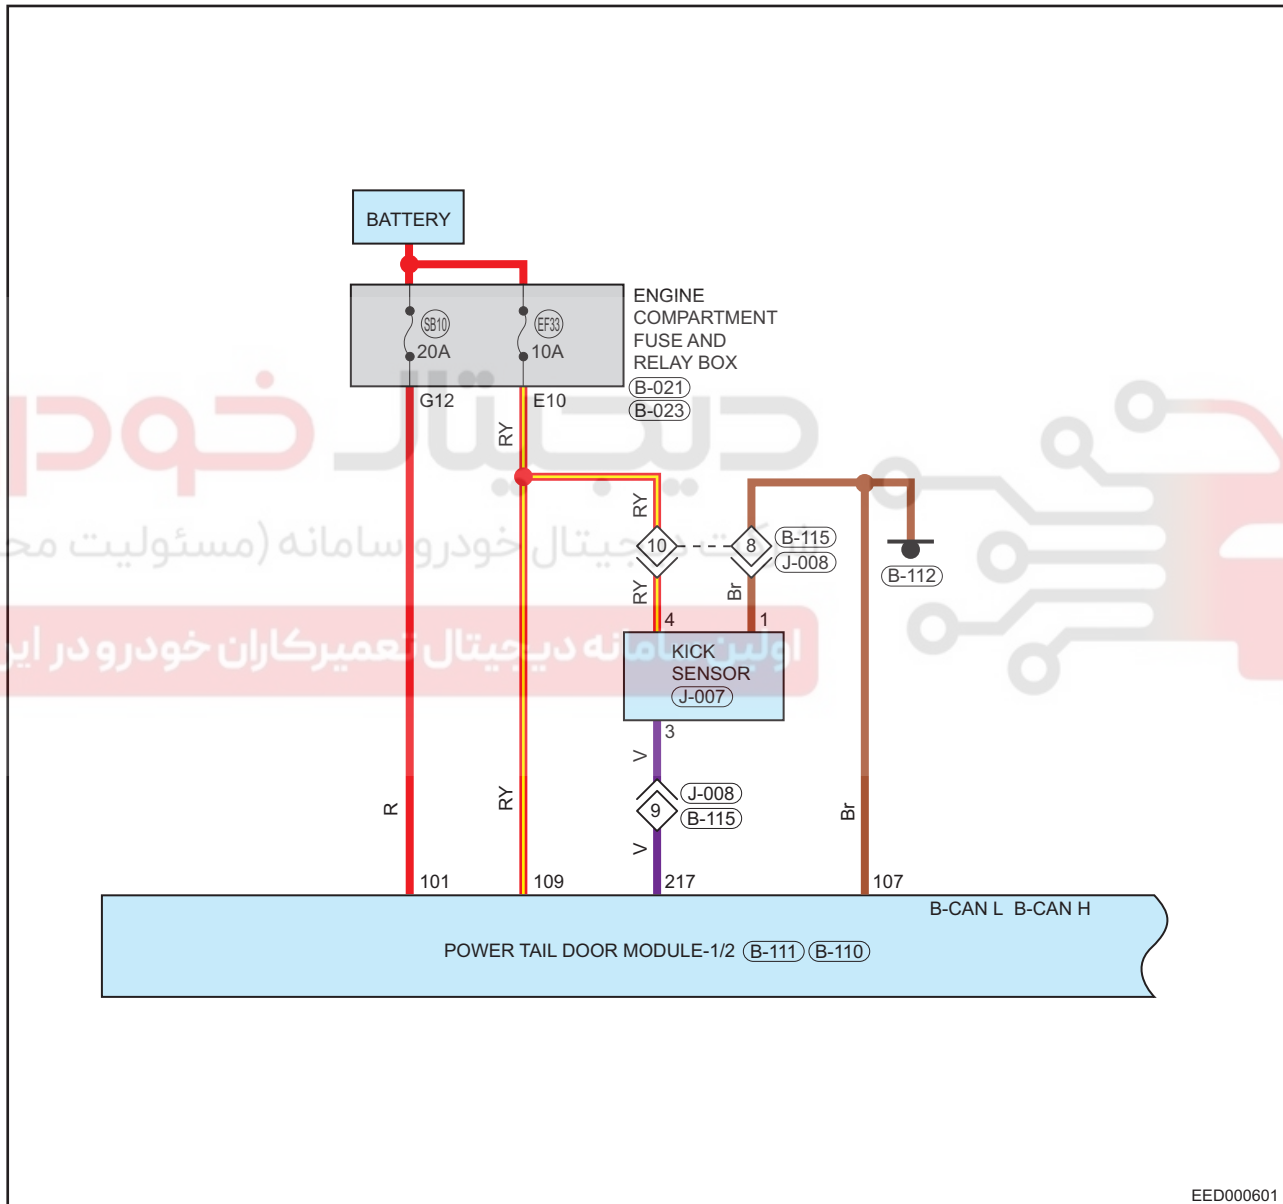 BATTERY
ENGINE
COMPARTMENT
FUSE AND
RELAY BOX
B-021
B-023
SB10
20A
EF33
10A
G12
E10
RY
دیجیتال خودرو
RY
10
8
B-115
J-008
B-112
شرکت دیجیتال خودرو سامانه (مسئولیت مح
RY
Br
4
1
KICK
SENSOR
J-007
اولین سامانه دیجیتال تعمیرکاران خودرو در ایر
3
V
J-008
9
B-115
R
RY
V
Br
101
109
217
107
B-CAN L B-CAN H
POWER TAIL DOOR MODULE-1/2 B-111 B-110
EED000601